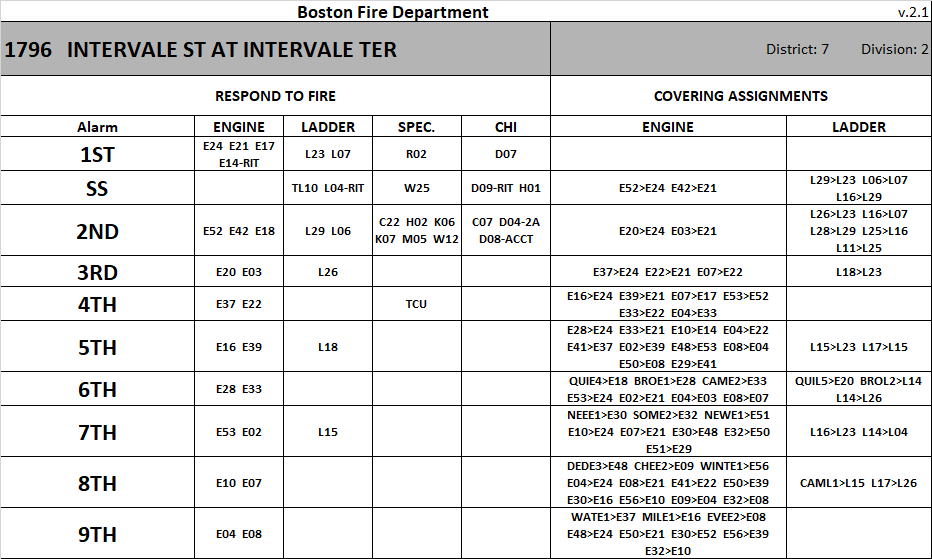 Boston Fire Department v.2.1
1796 INTERVALE ST AT INTERVALE TER District: 7 Division: 2
RESPOND TO FIRE COVERING ASSIGNMENTS
Alarm ENGINE LADDER SPEC. CHI ENGINE LADDER
1ST
E24 E21 E17
E14-RIT
L23 L07
R02
D07
SS
TL10 L04-RIT
W25
D09-RIT H01
E52>E24 E42>E21
L29>L23 L06>L07
L16>L29
2ND
E52 E42 E18
L29 L06
C22 H02 K06
K07 M05 W12
C07 D04-2A
D08-ACCT
E20>E24 E03>E21
L26>L23 L16>L07
L28>L29 L25>L16
L11>L25
3RD
E20 E03
L26
E37>E24 E22>E21 E07>E22
L18>L23
4TH
E37 E22
TCU
E16>E24 E39>E21 E07>E17 E53>E52
E33>E22 E04>E33
5TH
E16 E39
L18
E28>E24 E33>E21 E10>E14 E04>E22
E41>E37 E02>E39 E48>E53 E08>E04
E50>E08 E29>E41
L15>L23 L17>L15
6TH
E28 E33
QUIE4>E18 BROE1>E28 CAME2>E33
E53>E24 E02>E21 E04>E03 E08>E07
QUIL5>E20 BROL2>L14
L14>L26
7TH
E53 E02
L15
NEEE1>E30 SOME2>E32 NEWE1>E51
E10>E24 E07>E21 E30>E48 E32>E50
E51>E29
L16>L23 L14>L04
8TH
E10 E07
DEDE3>E48 CHEE2>E09 WINTE1>E56
E04>E24 E08>E21 E41>E22 E50>E39
E30>E16 E56>E10 E09>E04 E32>E08
CAML1>L15 L17>L26
9TH
E04 E08
WATE1>E37 MILE1>E16 EVEE2>E08
E48>E24 E50>E21 E30>E52 E56>E39
E32>E10